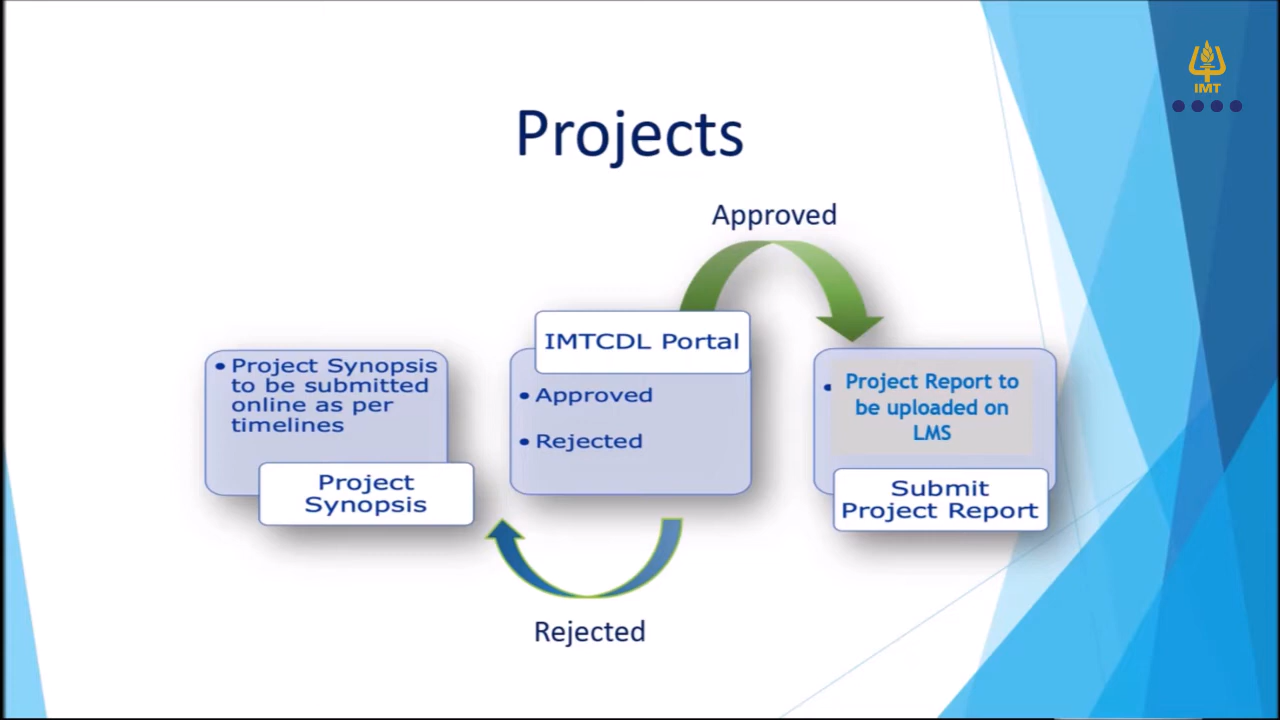 IMT
Projects
Approved
• Project Synopsis
to be submitted
online as per
timelines
Project
Synopsis
IMTCDL Portal
• Approved
• Rejected
• Project Report to
be uploaded on
LMS
Submit
Project Report
Rejected